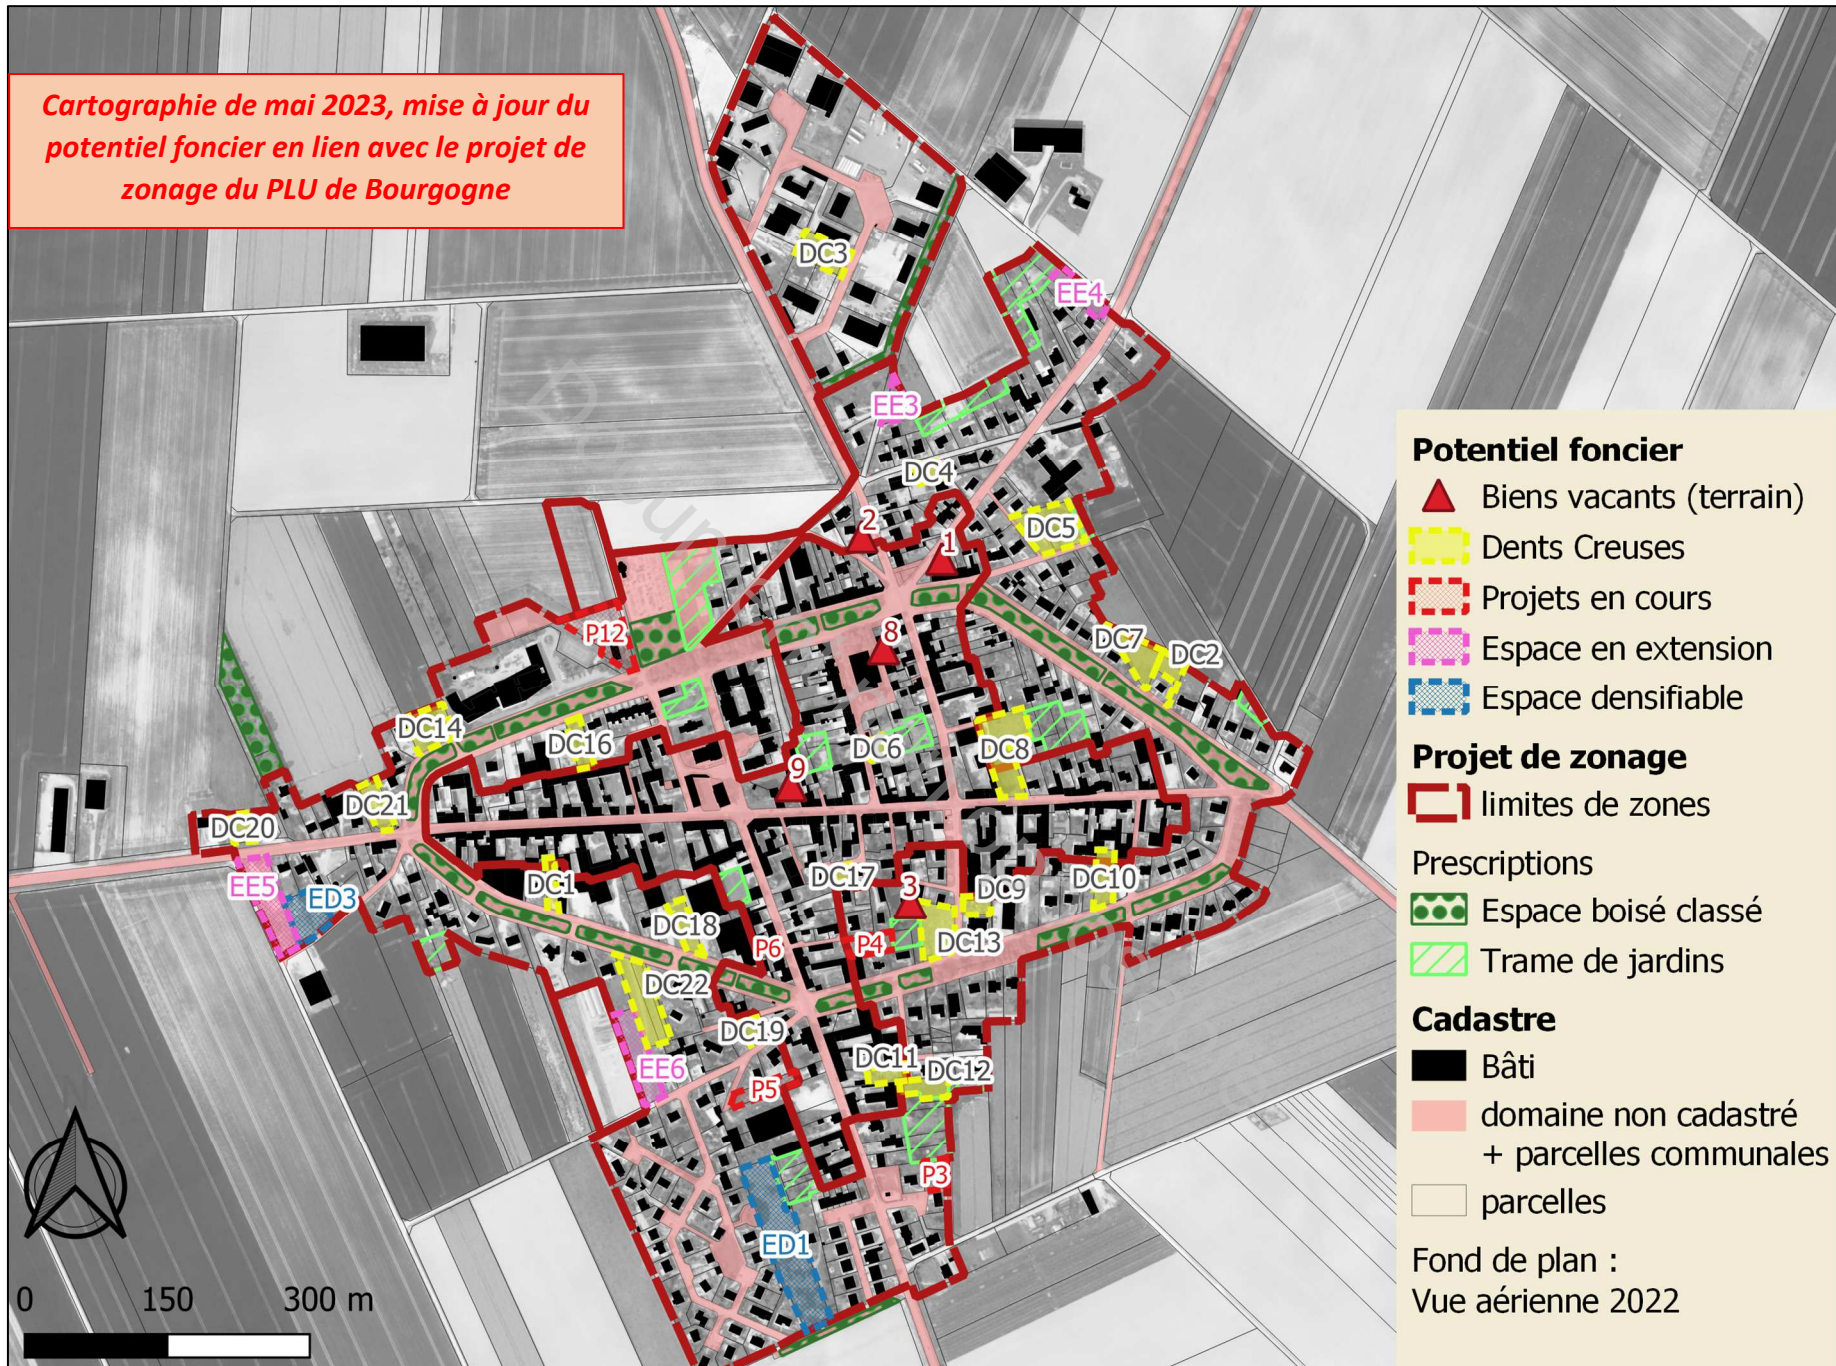 Cartographie de mai 2023, mise à jour du
potentiel foncier en lien avec le projet de
zonage du PLU de Bourgogne
DC3
EE4
EE3
DC4
2
1
DC5
P12
8
DC7
DC2
DC14
DC16
DC6
DC8
9
DC21
DC20
EE5
ED3
DC1
DC17
3
DC9
DC10
DC18
P6
P4
DC13
DC22
DC19
DC11
DC12
EE6
P5
P3
ED1
0 150 300 m
Potentiel foncier
Biens vacants (terrain)
Dents Creuses
Projets en cours
Espace en extension
Espace densifiable
Projet de zonage
limites de zones
Prescriptions
Espace boisé classé
Trame de jardins
Cadastre
Bâti
domaine non cadastré
+ parcelles communales
parcelles
Fond de plan :
Vue aérienne 2022